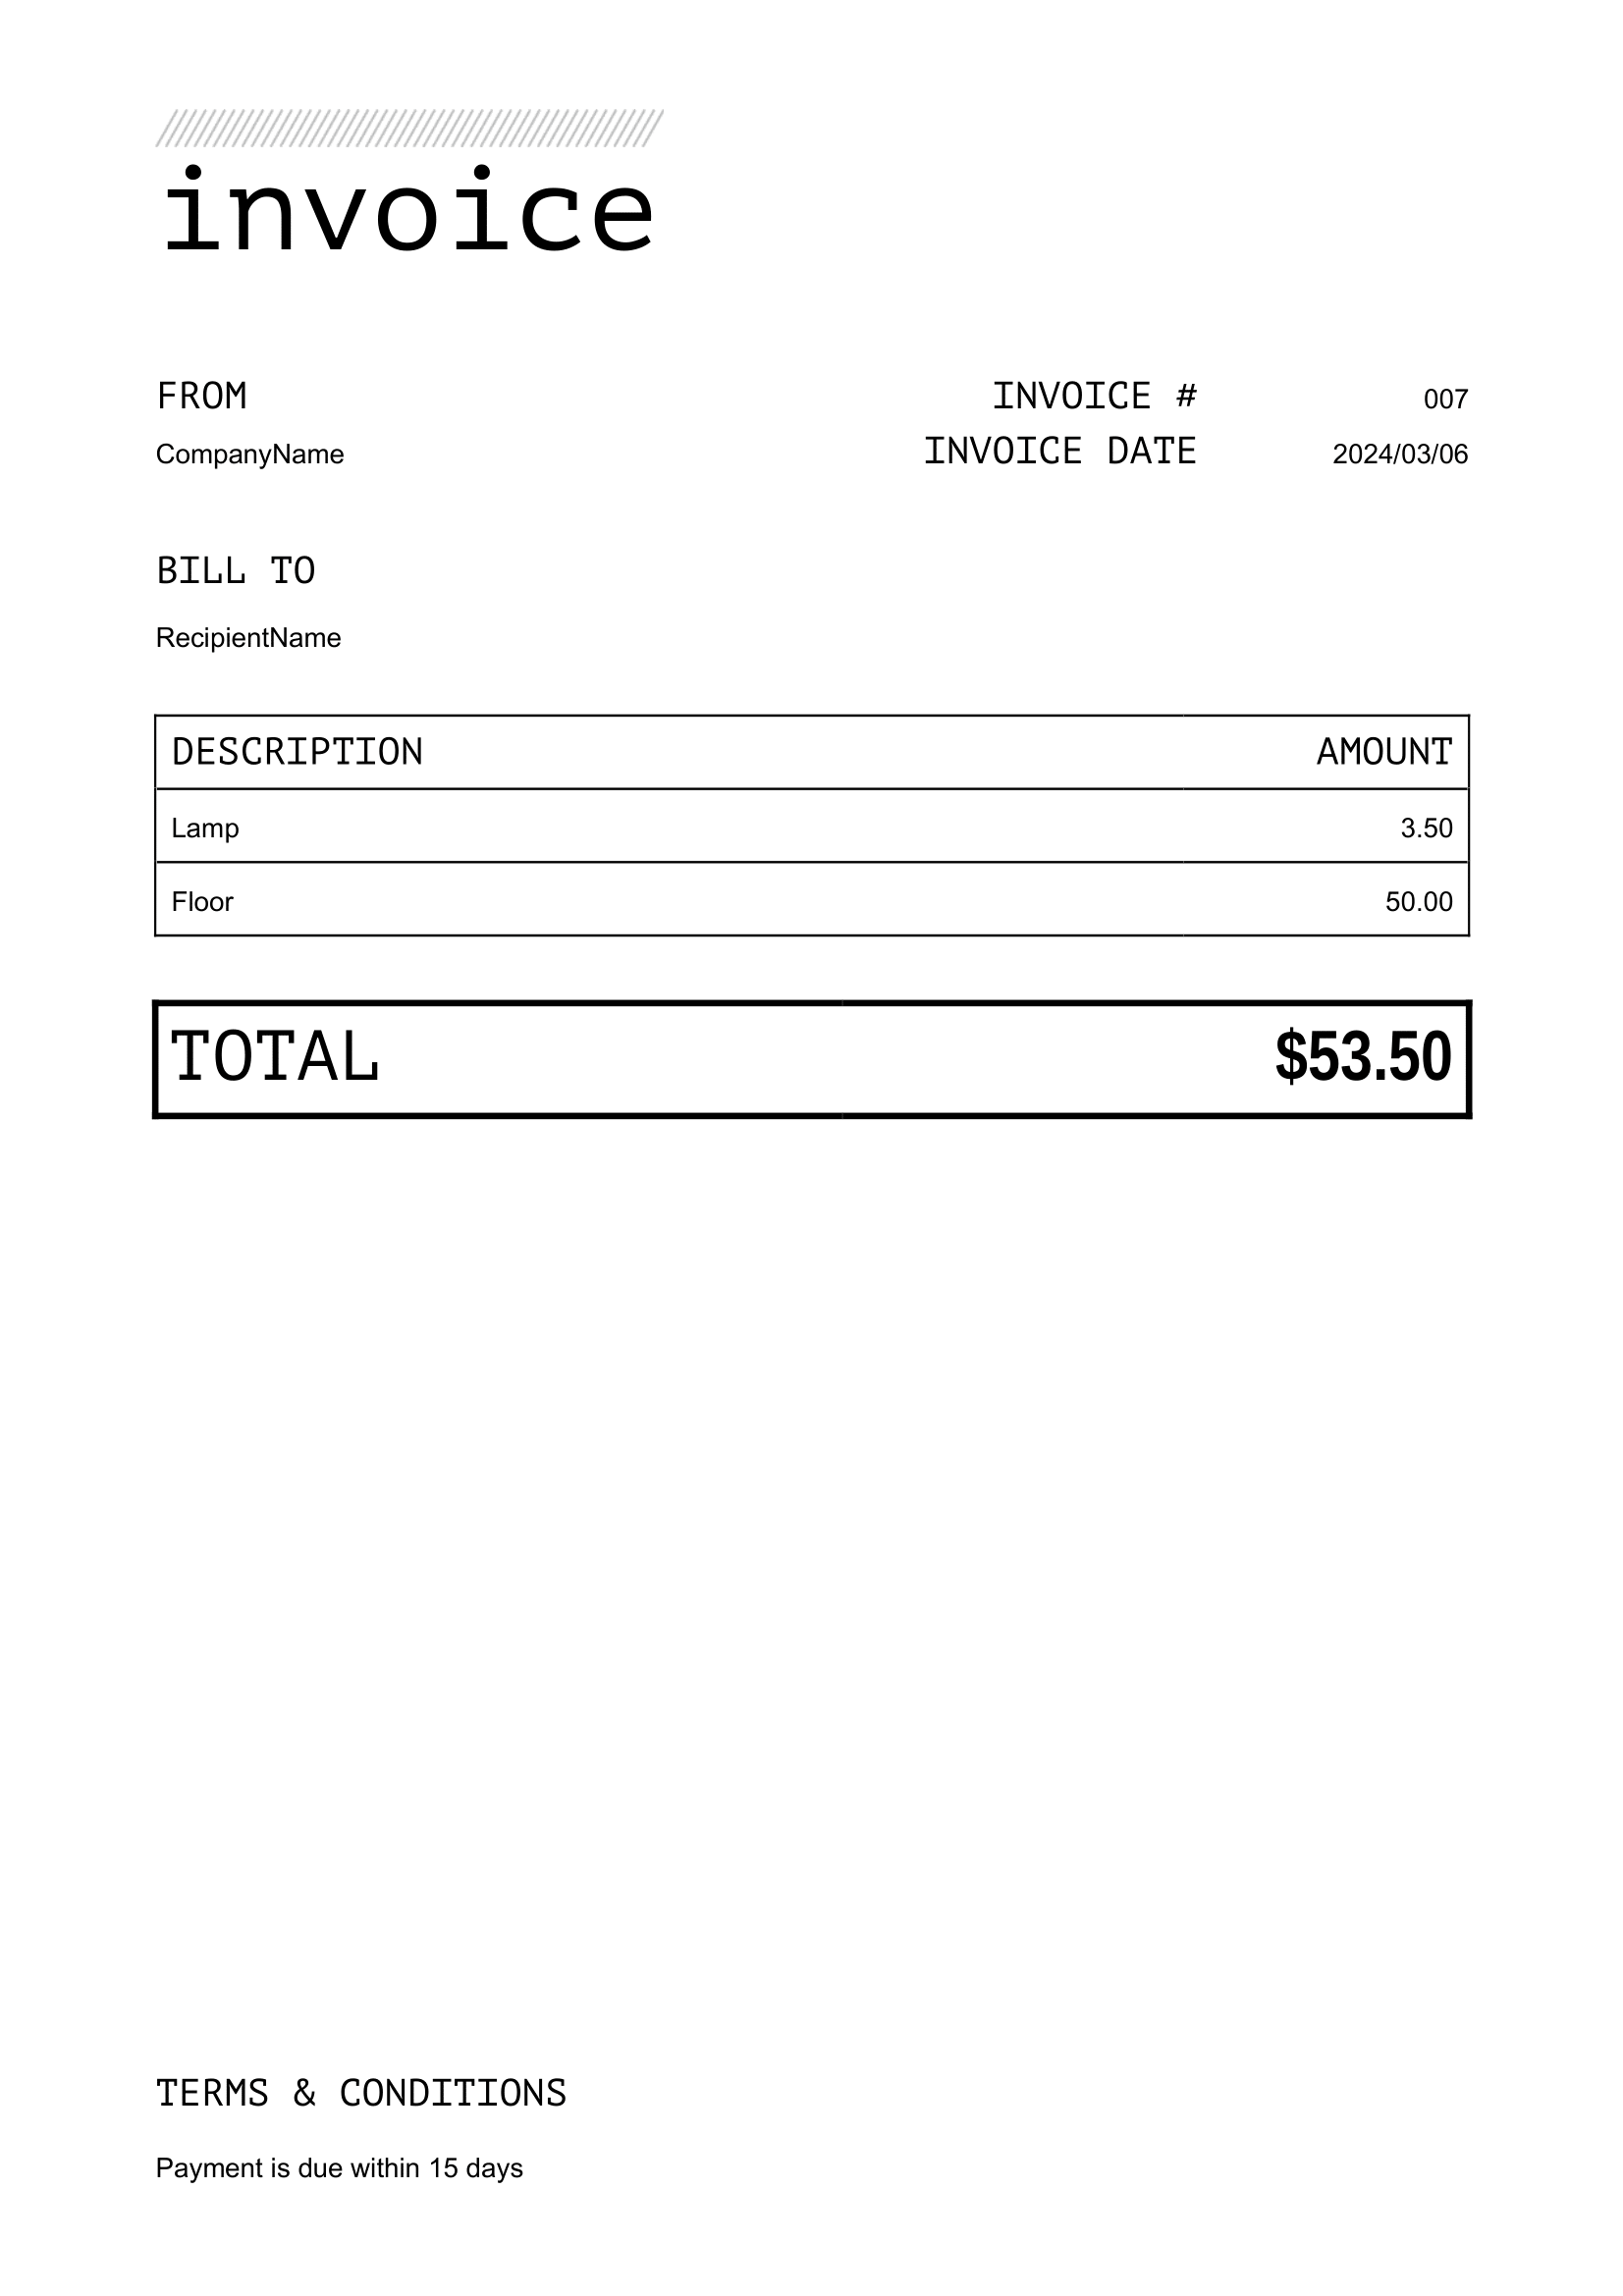 invoice
FROM
INVOICE # 007
CompanyName
INVOICE DATE 2024/03/06
BILL TO
RecipientName
DESCRIPTION AMOUNT
Lamp 3.50
Floor 50.00
TOTAL $53.50
TERMS & CONDITIONS
Payment is due within 15 days